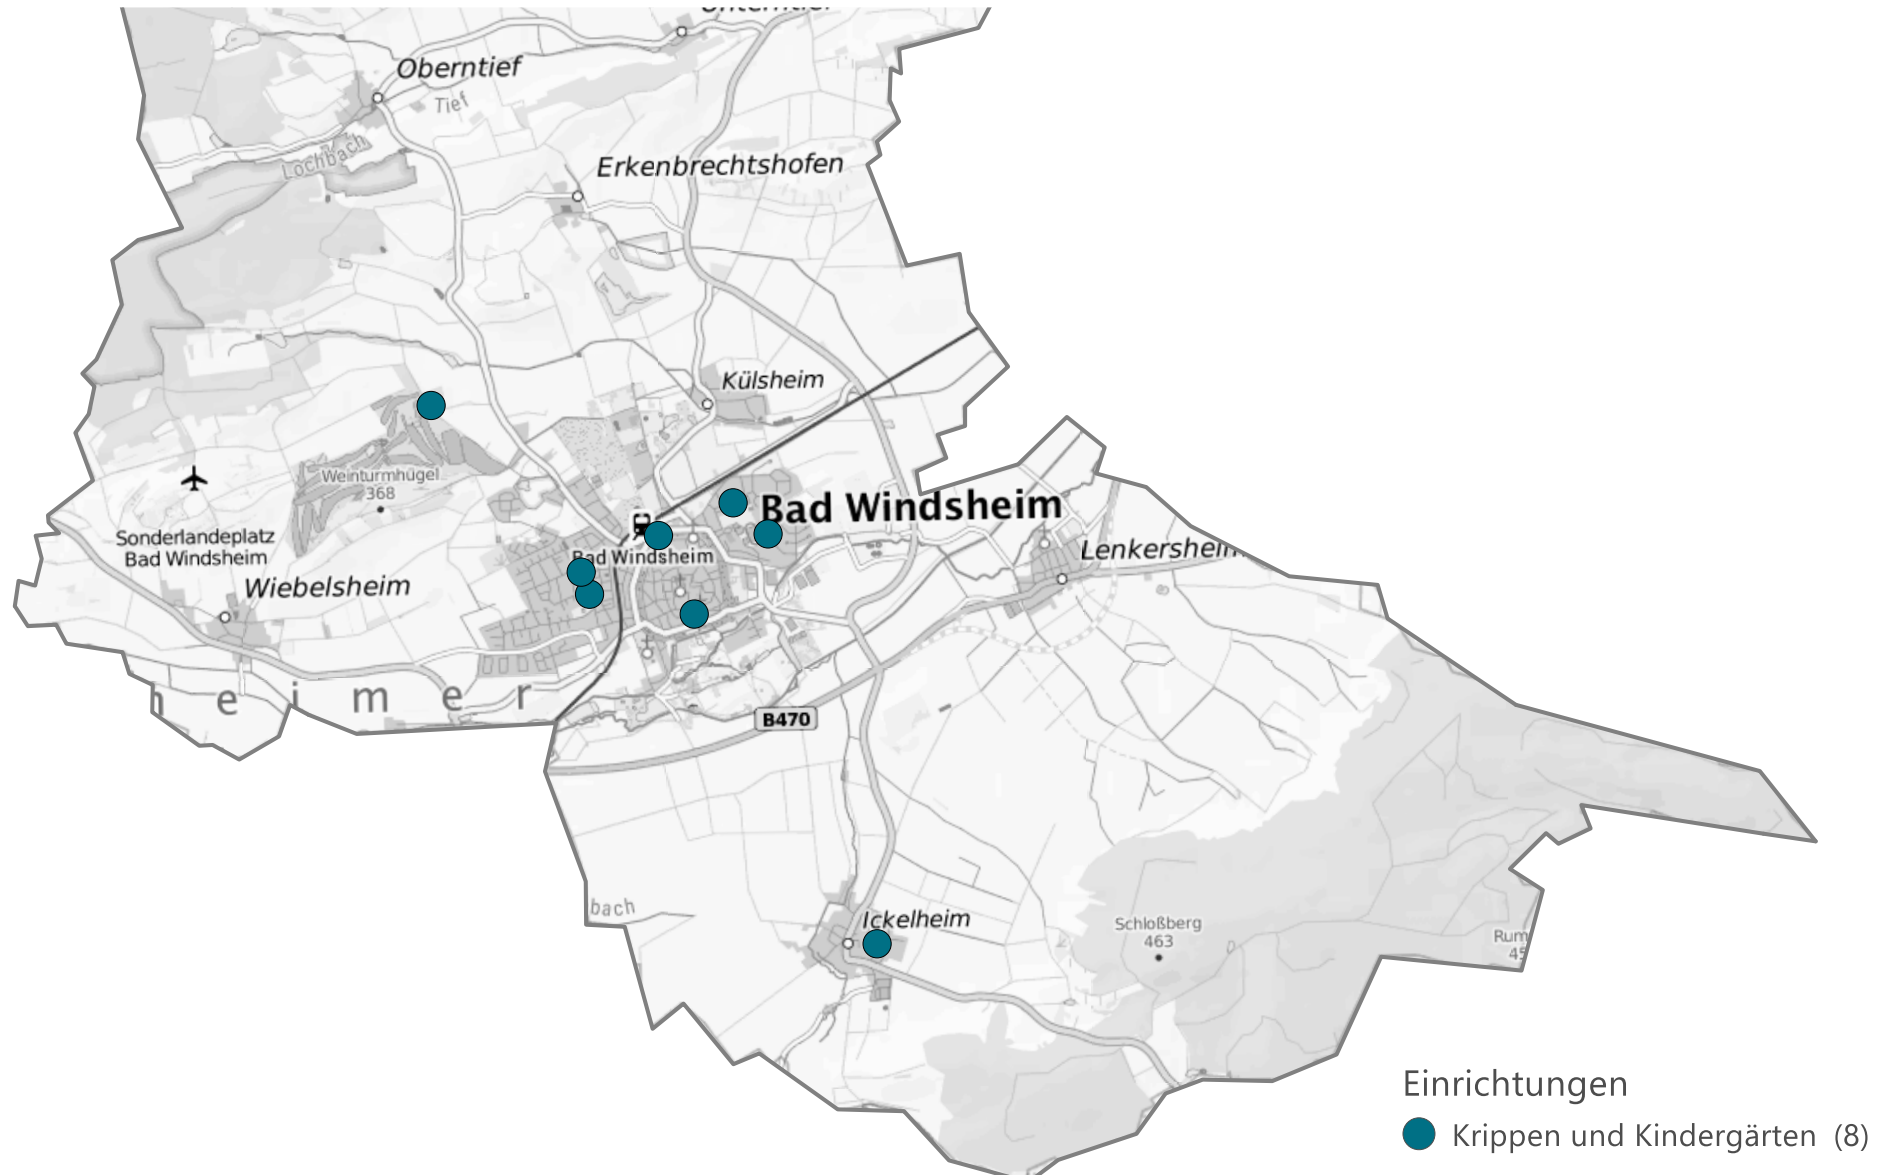 Oberntief
Tief
Lochbach
Erkenbrechtshofen
Külsheim
Weinturmhügel
368
Bad Windsheim
Sonderlandeplatz
Bad Windsheim
Bad Windsheim
Lenkersheim
Wiebelsheim
h e i m e r
B470
bach
Ickelheim
Schloßberg
463
Rum
45
Einrichtungen
Krippen und Kindergärten (8)